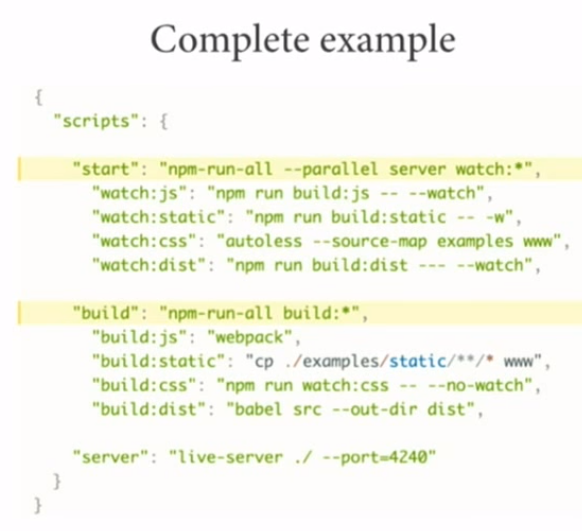 Complete example
{
"scripts": {
"start": "npm-run-all --parallel server watch:*",
"watch:js": "npm run build:js -- --watch",
"watch:static": "npm run build:static -- -w",
"watch:css": "autoless --source-map examples www",
"watch:dist": "npm run build:dist --- --watch",
"build": "npm-run-all build:*",
"build:js": "webpack",
"build:static": "cp ./examples/static/**/* www",
"build:css": "npm run watch:css -- --no-watch",
"build:dist": "babel src --out-dir dist",
"server": "live-server ./ --port=4240"
}
}